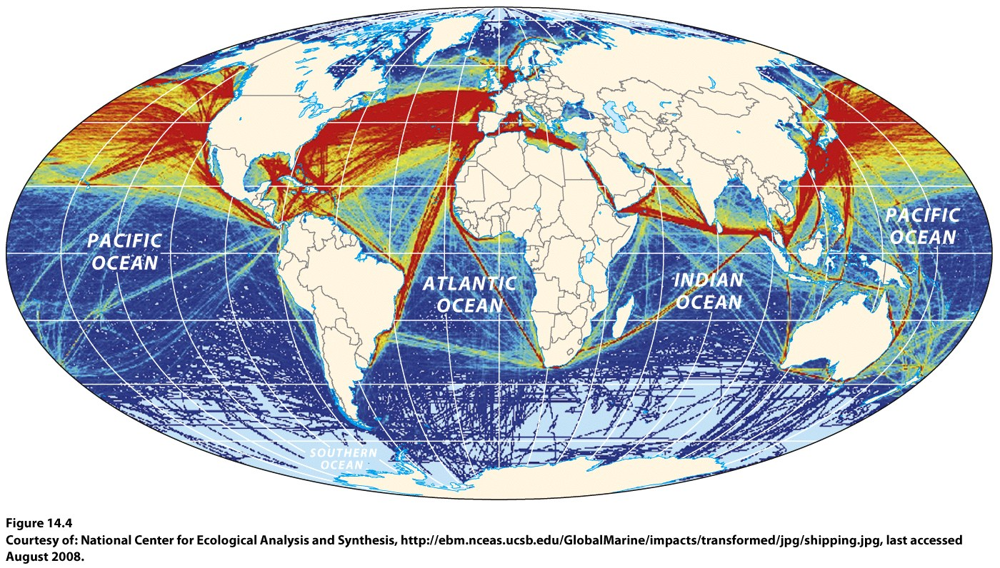 PACIFIC
OCEAN
ATLANTIC
OCEAN
INDIAN
OCEAN
PACIFIC
OCEAN
SOUTHERN
OCEAN
Figure 14.4
Courtesy of: National Center for Ecological Analysis and Synthesis, http://ebm.nceas.ucsb.edu/GlobalMarine/impacts/transformed/jpg/shipping.jpg, last accessed
August 2008.